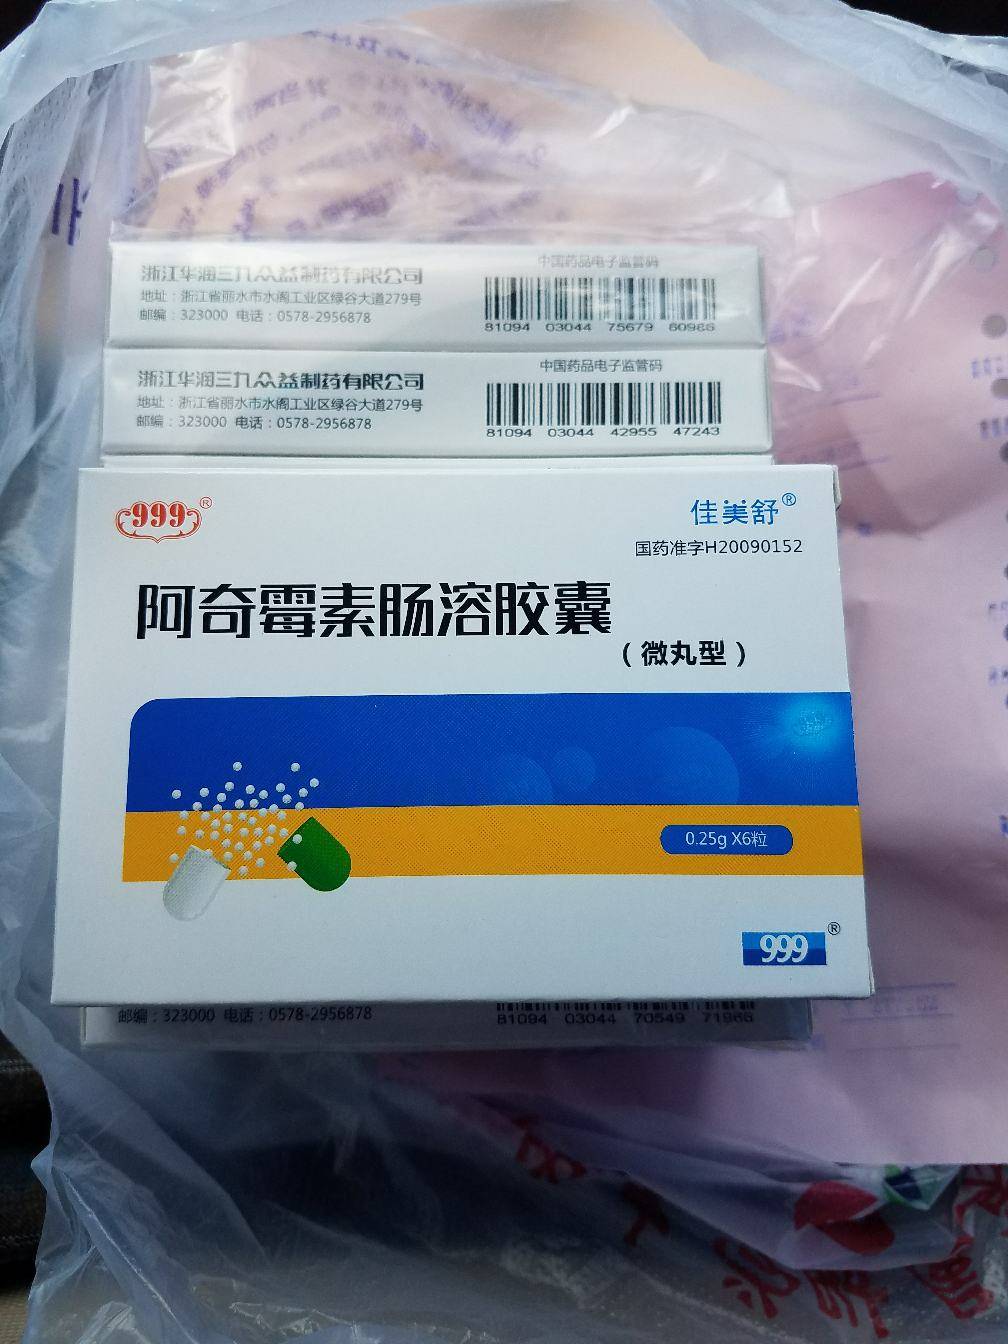 浙江华润三九众益制药有限公司
地址：浙江省丽水市水阁工业区绿谷大道279号
邮编：323000 电话：0578-2956878
中国药品电子监管码
81094 03044 75679 60986
浙江华润三九众益制药有限公司
地址：浙江省丽水市水阁工业区绿谷大道279号
邮编：323000 电话：0578-2956878
中国药品电子监管码
81094 03044 42955 47243
999®
佳美舒®
国药准字H20090152
阿奇霉素肠溶胶囊
（微丸型）
0.25g X6粒
999®
邮编：323000 电话：0578-2956878
81094 03044 70549 71966